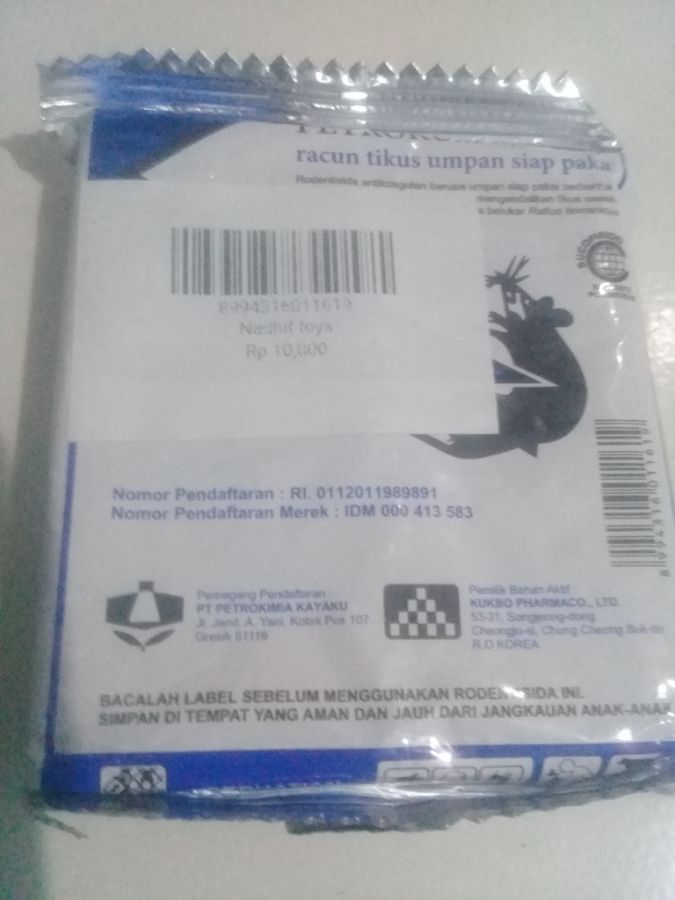 racun tikus umpan siap paka
Rodentisida antikoagulan berupa umpan siap pakai berbentuk
mengendalikan tikus sawah
belukar Rattus tiomanicus
8994316011619
Nadhif toys
Rp 10,000
8994316011619
Nomor Pendaftaran : RI. 0112011989891
Nomor Pendaftaran Merek : IDM 000 413 583
Pemegang Pendaftaran :
PT PETROKIMIA KAYAKU
Jl. Jend. A. Yani, Kotak Pos 107
Gresik 61119
Pemilik Bahan Aktif :
KUKBO PHARMACO., LTD.
53-31, Songjeong-dong
Cheongju-si, Chung Cheong Buk-do
R.O KOREA
BACALAH LABEL SEBELUM MENGGUNAKAN RODENTISIDA INI.
SIMPAN DI TEMPAT YANG AMAN DAN JAUH DARI JANGKAUAN ANAK-ANAK